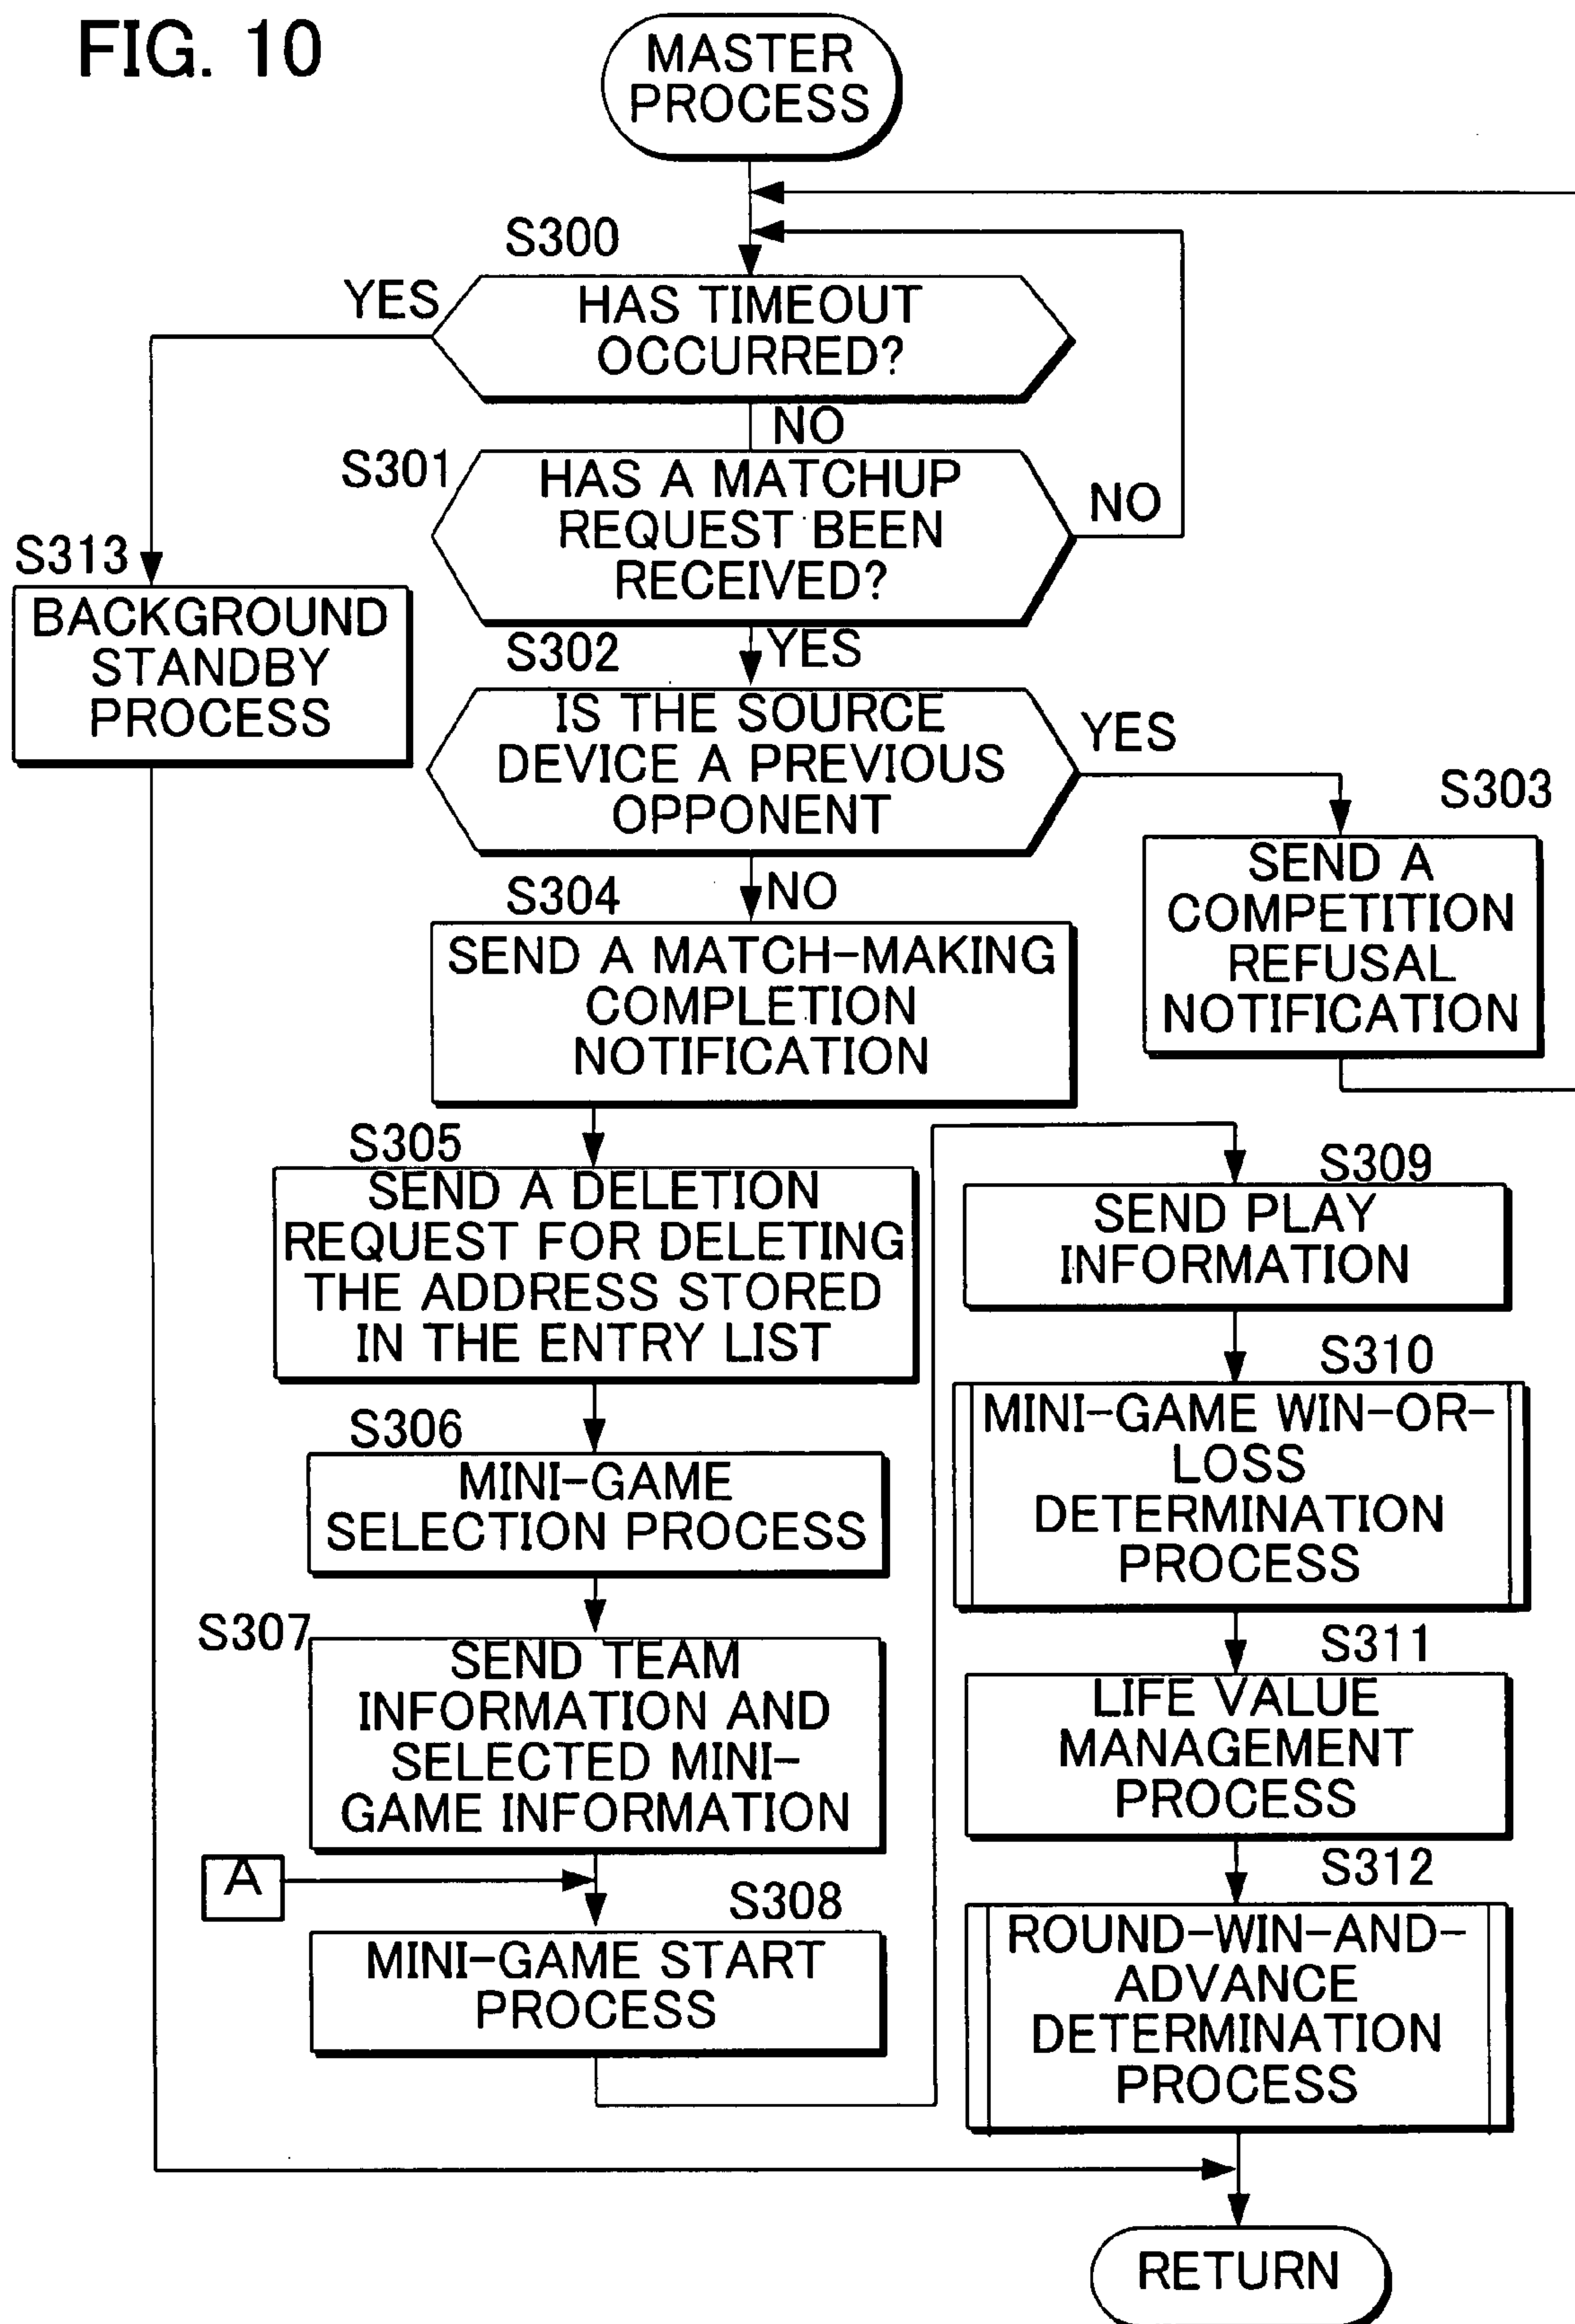 FIG. 10
MASTER
PROCESS
S300
YES
HAS TIMEOUT
OCCURRED?
NO
S301
HAS A MATCHUP
REQUEST BEEN
RECEIVED?
NO
S313
BACKGROUND
STANDBY
PROCESS
S302
YES
IS THE SOURCE
DEVICE A PREVIOUS
OPPONENT
YES
S303
SEND A
COMPETITION
REFUSAL
NOTIFICATION
NO
S304
SEND A MATCH-MAKING
COMPLETION
NOTIFICATION
S305
SEND A DELETION
REQUEST FOR DELETING
THE ADDRESS STORED
IN THE ENTRY LIST
S306
MINI-GAME
SELECTION PROCESS
S307
SEND TEAM
INFORMATION AND
SELECTED MINI-
GAME INFORMATION
A
S308
MINI-GAME START
PROCESS
S309
SEND PLAY
INFORMATION
S310
MINI-GAME WIN-OR-
LOSS
DETERMINATION
PROCESS
S311
LIFE VALUE
MANAGEMENT
PROCESS
S312
ROUND-WIN-AND-
ADVANCE
DETERMINATION
PROCESS
RETURN